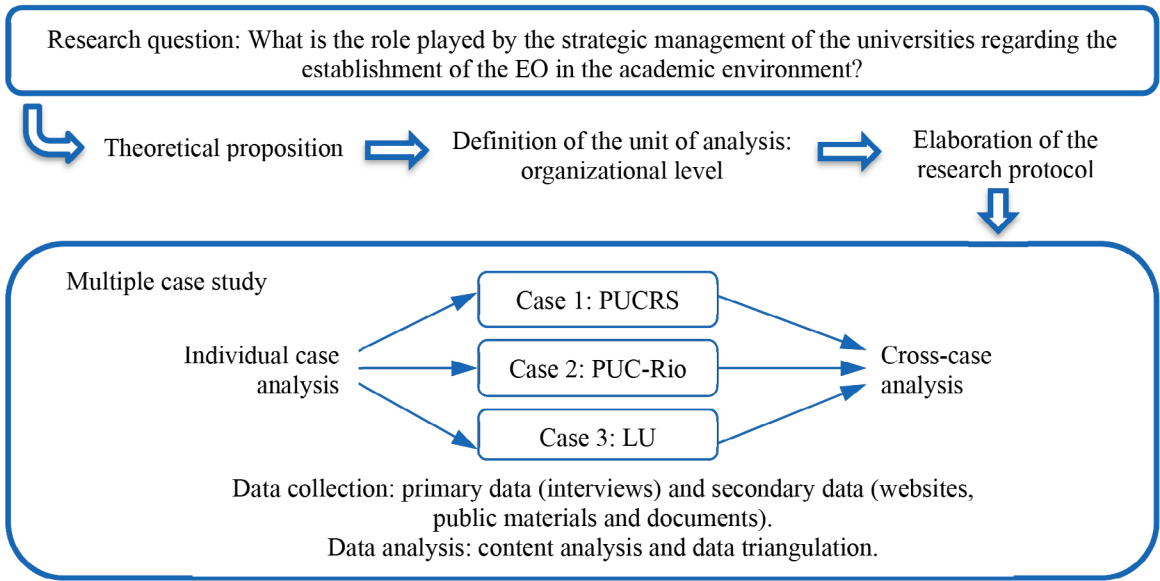 Research question: What is the role played by the strategic management of the universities regarding the
establishment of the EO in the academic environment?
Theoretical proposition
Definition of the unit of analysis:
organizational level
Elaboration of the
research protocol
Multiple case study
Individual case
analysis
Case 1: PUCRS
Case 2: PUC-Rio
Case 3: LU
Cross-case
analysis
Data collection: primary data (interviews) and secondary data (websites,
public materials and documents).
Data analysis: content analysis and data triangulation.